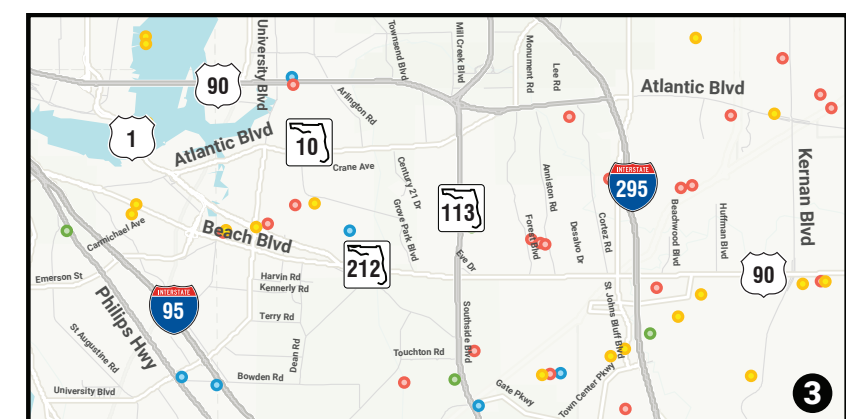 University Blvd
Townsend Blvd
Mill Creek Blvd
Monument Rd
Lee Rd
90
Atlantic Blvd
Arlington Rd
1
Atlantic Blvd
10
Crane Ave
Century 21 Dr
Grove Park Blvd
113
Anniston Rd
Forest Blvd
Desalvo Dr
Cortez Rd
INTERSTATE
295
Beachwood Blvd
Huffman Blvd
Kernan Blvd
Carmichael Ave
Beach Blvd
212
Eve Dr
90
Emerson St
Harvin Rd
Kennerly Rd
INTERSTATE
95
Philips Hwy
Terry Rd
St Augustine Rd
Dean Rd
Touchton Rd
Southside Blvd
St Johns Bluff Blvd
University Blvd
Bowden Rd
Gate Pkwy
Town Center Pkwy
3